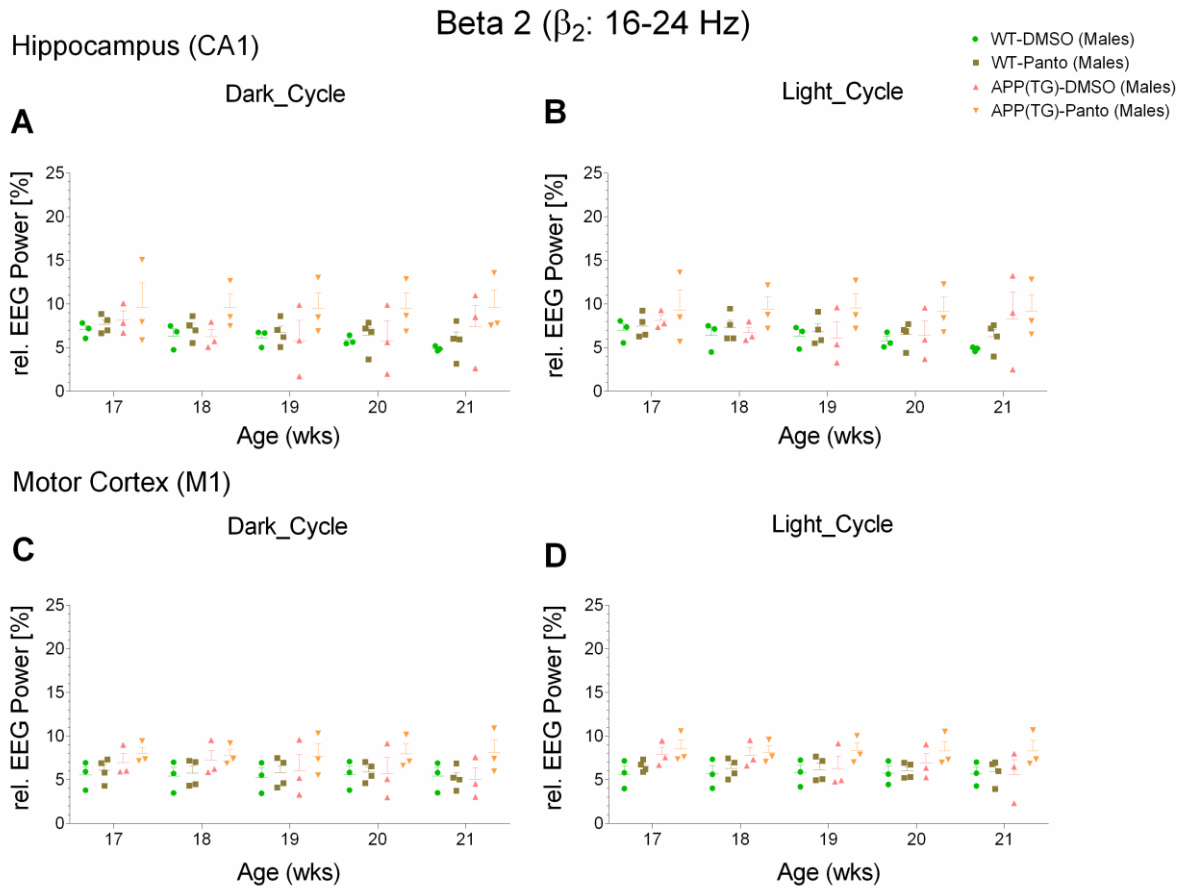 Beta 2 (β₂: 16-24 Hz)
Hippocampus (CA1)
WT-DMSO (Males)
WT-Panto (Males)
APP(TG)-DMSO (Males)
APP(TG)-Panto (Males)
Dark_Cycle
Light_Cycle
A
B
rel. EEG Power [%]
25
20
15
10
5
0
17 18 19 20 21
Age (wks)
rel. EEG Power [%]
25
20
15
10
5
0
17 18 19 20 21
Age (wks)
Motor Cortex (M1)
Dark_Cycle
Light_Cycle
C
D
rel. EEG Power [%]
25
20
15
10
5
0
17 18 19 20 21
Age (wks)
rel. EEG Power [%]
25
20
15
10
5
0
17 18 19 20 21
Age (wks)